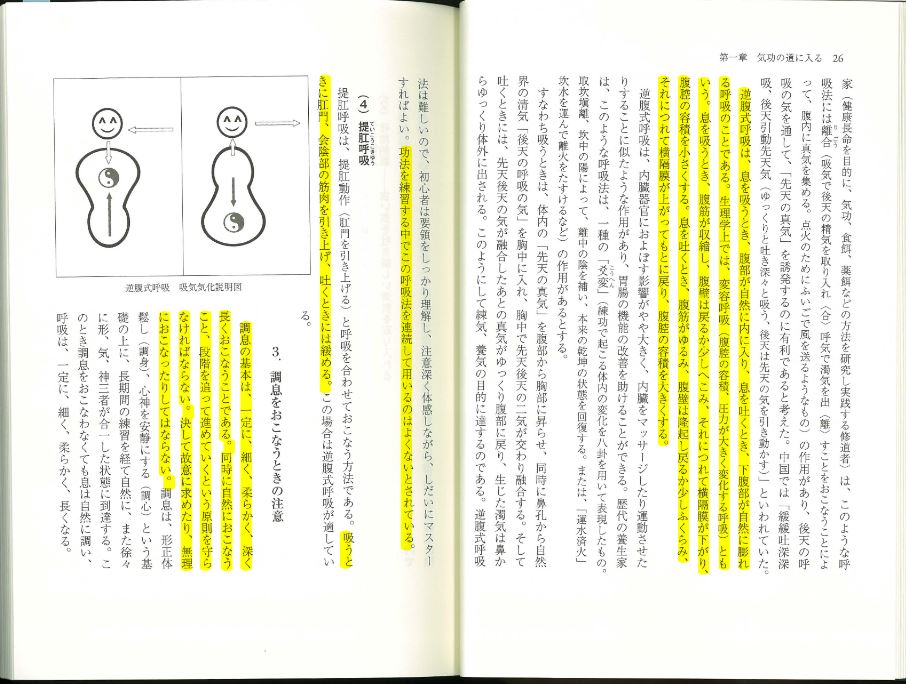 第一章 気功の道に入る 26
家(健康長命を目的に、気功、食餌、薬餌などの方法を研究し実践する修道者)は、このような呼
吸法には離合(吸気で後天の精気を取り入れ〈合〉呼気で濁気を出〈離〉すことをおこなうことによ
って、腹内に真気を集める。点火のためにふいごで風を送るようなもの)の作用があり、後天の呼
吸の気を通して、「先天の真気」を誘発するのに有利であると考えた。中国では「緩緩吐深深
吸、後天引動先天気(ゆっくりと吐き深々と吸う、後天は先天の気を引き動かす)」といわれていた。
逆腹式呼吸は、息を吸うとき、腹部が自然に内に入り、息を吐くとき、下腹部が自然に膨れ
る呼吸のことである。生理学上では、変容呼吸(腹腔の容積、圧力が大きく変化する呼吸)とも
いう。息を吸うとき、腹筋が収縮し、腹壁は戻るか少しへこみ、それにつれて横隔膜が下がり、
腹腔の容積を小さくする。息を吐くとき、腹筋がゆるみ、腹壁は隆起し戻るか少しふくらみ、
それにつれて横隔膜が上がってもとに戻り、腹腔の容積を大きくする。
逆腹式呼吸は、内臓器官におよぼす影響がやや大きく、内臓をマッサージしたり運動させた
りすることに似たような作用があり、胃腸の機能の改善を助けることができる。歴代の養生家
は、このような呼吸法は、一種の「爻変」(練功で起こる体内の変化を八卦を用いて表現したもの。
取坎塡離、坎中の陽によって、離中の陰を補い、本来の乾坤の状態を回復する。または、「運水済火」
坎水を運んで離火をたすけるなど)の作用があるとする。
すなわち吸うときは、体内の「先天の真気」を腹部から胸部に昇らせ、同時に鼻孔から自然
界の清気「後天の呼吸の気」を胸中に入れ、胸中で先天後天の二気が交わり融合する。そして
吐くときには、先天後天の気が融合したあとの真気がゆっくり腹部に戻り、生じた濁気は鼻か
らゆっくり体外に出される。このようにして練気、養気の目的に達するのである。逆腹式呼吸
法は難しいので、初心者は要領をしっかり理解し、注意深く体感しながら、しだいにマスター
すればよい。功法を練習する中でこの呼吸法を連続して用いるのはよくないとされている。
(4)提肛呼吸
ていこうこきゅう
提肛呼吸は、提肛動作(肛門を引き上げる)と呼吸を合わせておこなう方法である。吸うと
きに肛門、会陰部の筋肉を引き上げ、吐くときには緩める。この場合は逆腹式呼吸が適してい
る。
逆腹式呼吸 吸気気化説明図
3.調息をおこなうときの注意
調息の基本は、一定に、細く、柔らかく、深く
長くおこなうことである。同時に自然におこなう
こと、段階を追って進めていくという原則を守ら
なければならない。決して故意に求めたり、無理
におこなったりしてはならない。調息は、形正体
鬆し(調身)、心神を安静にする(調心)という基
礎の上に、長期間の練習を経て自然に、また徐々
に形、気、神三者が合一した状態に到達する。こ
のとき調息をおこなわなくても息は自然に調い、
呼吸は、一定に、細く、柔らかく、長くなる。